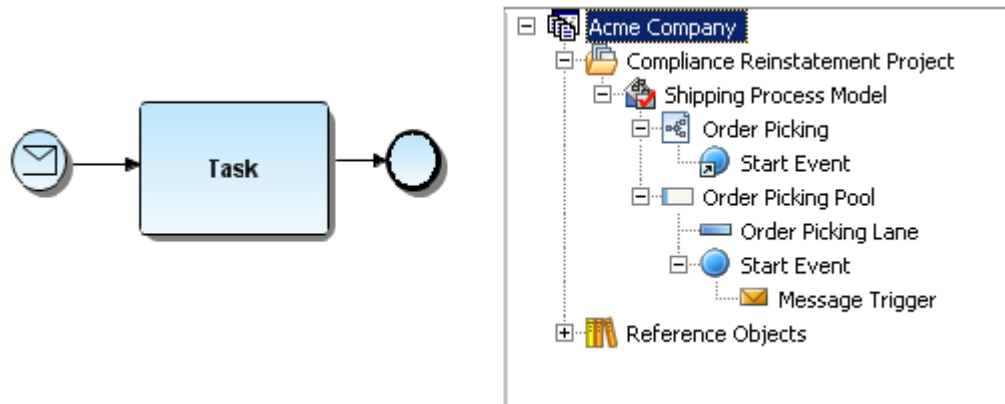 Task
Acme Company
Compliance Reinstatement Project
Shipping Process Model
Order Picking
Start Event
Order Picking Pool
Order Picking Lane
Start Event
Message Trigger
Reference Objects